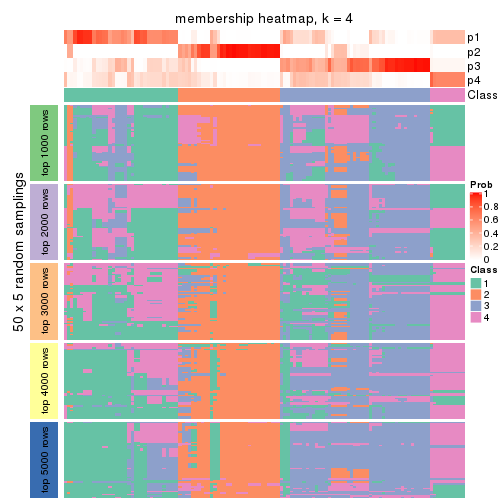 membership heatmap, k = 4
p1
p2
p3
p4
Class
50 x 5 random samplings
top 1000 rows
top 2000 rows
top 3000 rows
top 4000 rows
top 5000 rows
Prob
1
0.8
0.6
0.4
0.2
0
Class
1
2
3
4